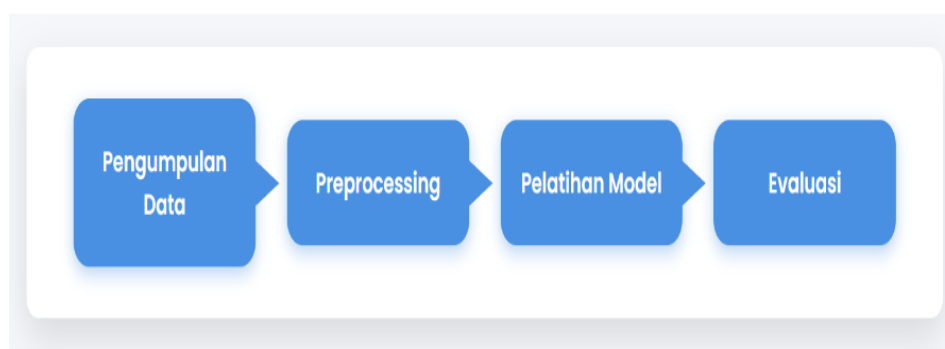 Pengumpulan
Data
Preprocessing
Pelatihan Model
Evaluasi